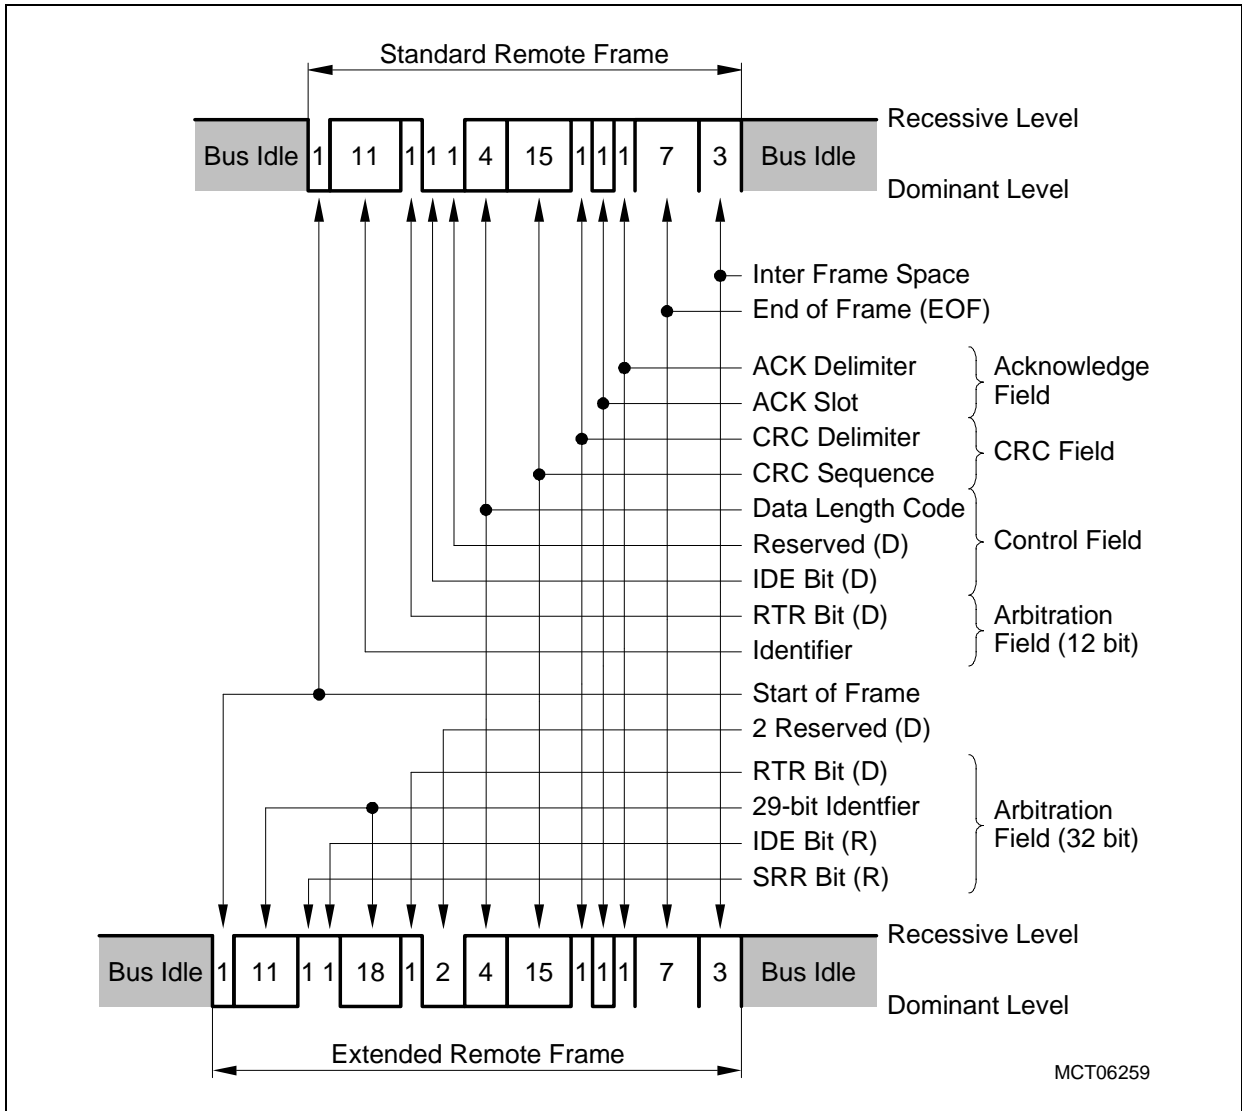 Standard Remote Frame
Recessive Level
Bus Idle 1 11 1 1 1 4 15 1 1 1 7 3 Bus Idle
Dominant Level
Inter Frame Space
End of Frame (EOF)
ACK Delimiter
ACK Slot
Acknowledge
Field
CRC Delimiter
CRC Sequence
CRC Field
Data Length Code
Reserved (D)
IDE Bit (D)
Control Field
RTR Bit (D)
Identifier
Arbitration
Field (12 bit)
Start of Frame
2 Reserved (D)
RTR Bit (D)
29-bit Identfier
IDE Bit (R)
SRR Bit (R)
Arbitration
Field (32 bit)
Recessive Level
Bus Idle 1 11 1 1 18 1 2 4 15 1 1 1 7 3 Bus Idle
Dominant Level
Extended Remote Frame
MCT06259